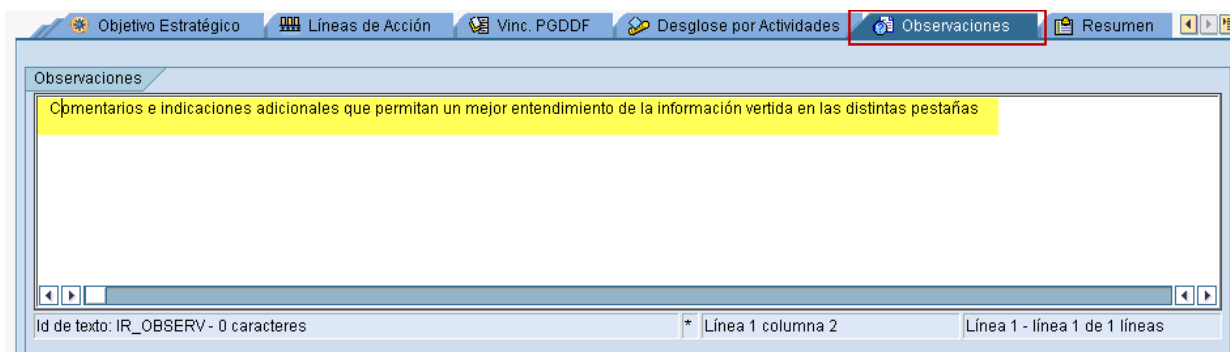 Objetivo Estratégico Líneas de Acción Vinc. PGDDF Desglose por Actividades Observaciones Resumen
Observaciones
Comentarios e indicaciones adicionales que permitan un mejor entendimiento de la información vertida en las distintas pestañas
Id de texto: IR_OBSERV - 0 caracteres * Línea 1 columna 2 Línea 1 - línea 1 de 1 líneas